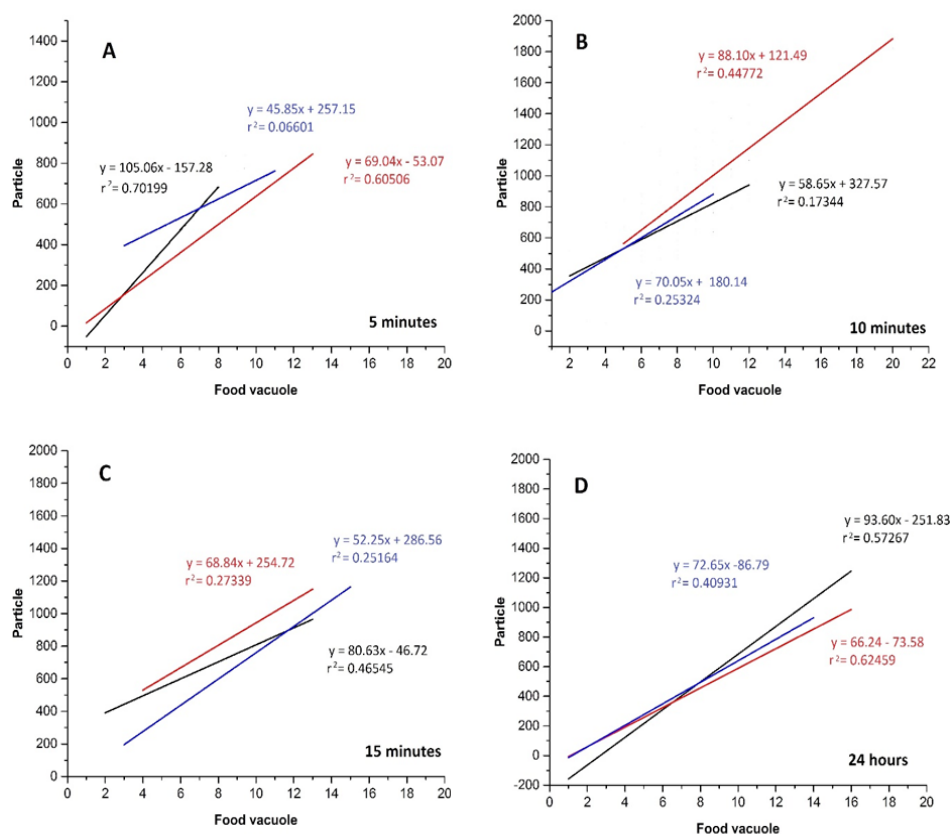 A
y = 45.85x + 257.15
r²= 0.06601
y = 105.06x - 157.28
r²= 0.70199
y = 69.04x - 53.07
r²= 0.60506
5 minutes
Particle
1400
1200
1000
800
600
400
200
0
0 2 4 6 8 10 12 14 16 18 20
Food vacuole
B
y = 88.10x + 121.49
r²= 0.44772
y = 58.65x + 327.57
r²= 0.17344
y = 70.05x + 180.14
r²= 0.25324
10 minutes
Particle
2000
1800
1600
1400
1200
1000
800
600
400
200
0
2 4 6 8 10 12 14 16 18 20 22
Food vacuole
C
y = 52.25x + 286.56
r²= 0.25164
y = 68.84x + 254.72
r²= 0.27339
y = 80.63x - 46.72
r²= 0.46545
15 minutes
Particle
2000
1800
1600
1400
1200
1000
800
600
400
200
0
0 2 4 6 8 10 12 14 16 18 20
Food vacuole
D
y = 93.60x - 251.83
r²= 0.57267
y = 72.65x -86.79
r²= 0.40931
y = 66.24 - 73.58
r²= 0.62459
24 hours
Particle
2000
1800
1600
1400
1200
1000
800
600
400
200
0
-200
0 2 4 6 8 10 12 14 16 18 20
Food vacuole